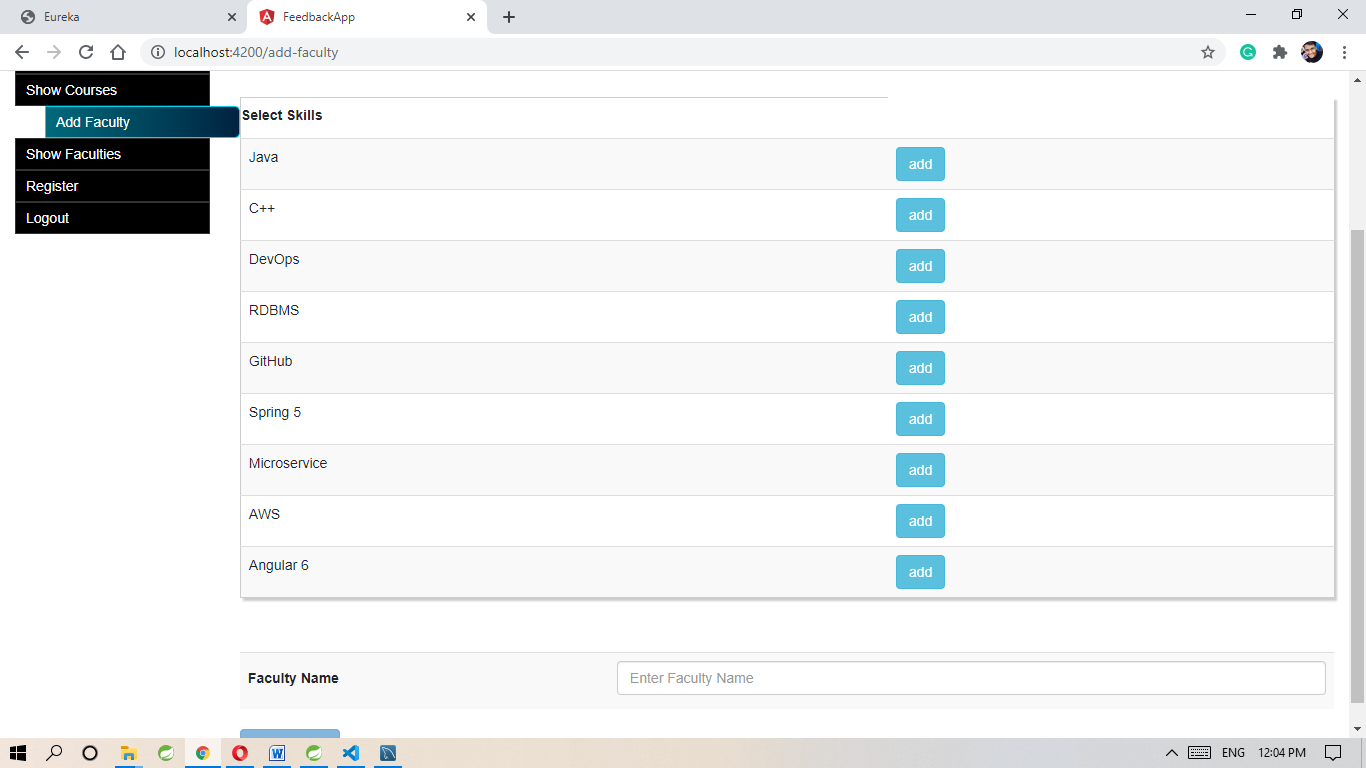 Eureka
FeedbackApp
localhost:4200/add-faculty
Show Courses
Add Faculty
Show Faculties
Register
Logout
Select Skills
Java add
C++ add
DevOps add
RDBMS add
GitHub add
Spring 5 add
Microservice add
AWS add
Angular 6 add
Faculty Name Enter Faculty Name
ENG 12:04 PM